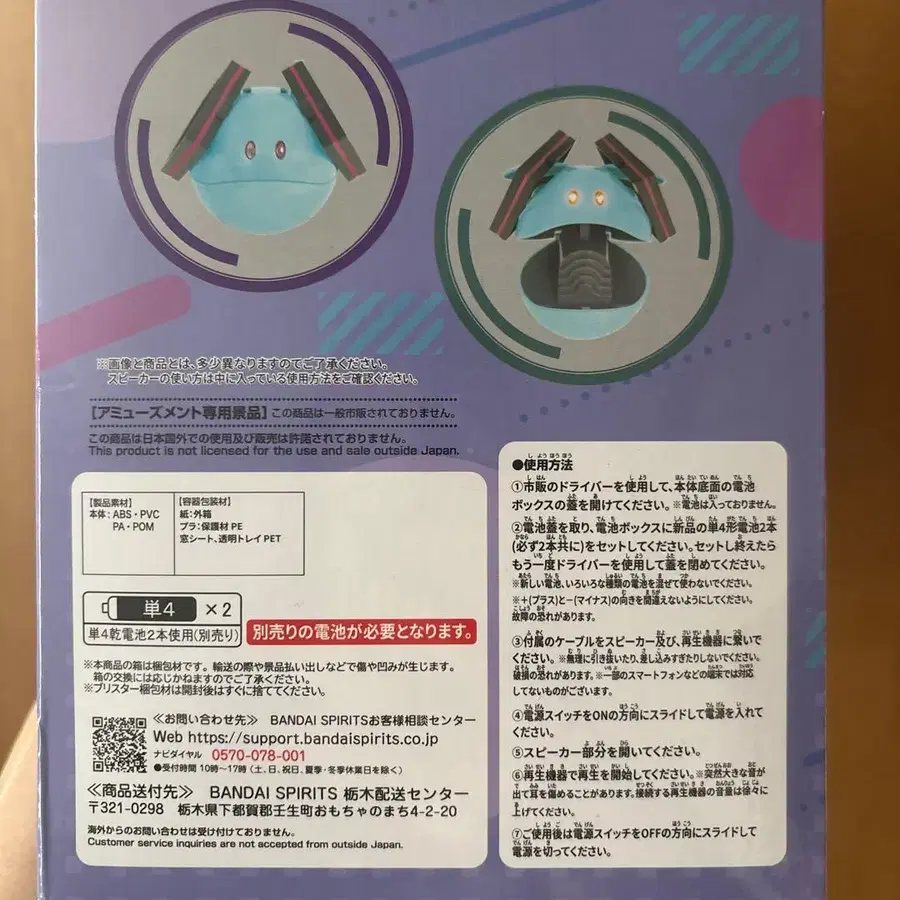 ※画像と商品とは、多少異なりますのでご了承ください。
スピーカーの使い方は中に入っている使用方法をご確認ください。
【アミューズメント専用景品】この商品は一般市販されておりません。
この商品は日本国外での使用及び販売は許諾されておりません。
This product is not licensed for the use and sale outside Japan.
【製品素材】
本体:ABS・PVC
PA・POM
【容器包装材】
紙:外箱
プラ:保護材 PE
窓シート、透明トレイ PET
単4 ×2
単4乾電池2本使用(別売り)
別売りの電池が必要となります。
※本商品の箱は梱包材です。輸送の際や景品払い出しなどで傷や凹みが生じます。
箱の交換には応じかねますのでご了承ください。
※ブリスター梱包材は開封後はすぐに捨ててください。
≪お問い合わせ先≫ BANDAI SPIRITSお客様相談センター
Web https://support.bandaispirits.co.jp
ナビダイヤル 0570-078-001
●受付時間 10時〜17時(土、日、祝日、夏季・冬季休業日を除く)
≪商品送付先≫ BANDAI SPIRITS 栃木配送センター
〒321-0298 栃木県下都賀郡壬生町おもちゃのまち4-2-20
海外からのお問い合わせは受け付けておりません。
Customer service inquiries are not accepted from outside Japan.
●使用方法
①市販のドライバーを使用して、本体底面の電池
ボックスの蓋を開けてください。※電池は入っておりません。
②電池蓋を取り、電池ボックスに新品の単4形電池2本
(必ず2本共に)をセットしてください。セットし終えたら
もう一度ドライバーを使用して蓋を閉めてください。
※新しい電池、いろいろな種類の電池を混ぜて使わないでください。
※+(プラス)と−(マイナス)の向きを間違えないようにしてください。
故障の恐れがあります。
③付属のケーブルをスピーカー及び、再生機器に繋いで
ください。※無理に引き抜いたり、差し込みすぎたりしないでください。
破損の恐れがあります。※一部のスマートフォンなどの端末では対応
してないものがございます。
④電源スイッチをONの方向にスライドして電源を入れて
ください。
⑤スピーカー部分を開いてください。
⑥再生機器で再生を開始してください。※突然大きな音が
出て耳を傷めることがあります。接続する再生機器の音量は徐々に
上げてください。
⑦ご使用後は電源スイッチをOFFの方向にスライドして
電源を切ってください。